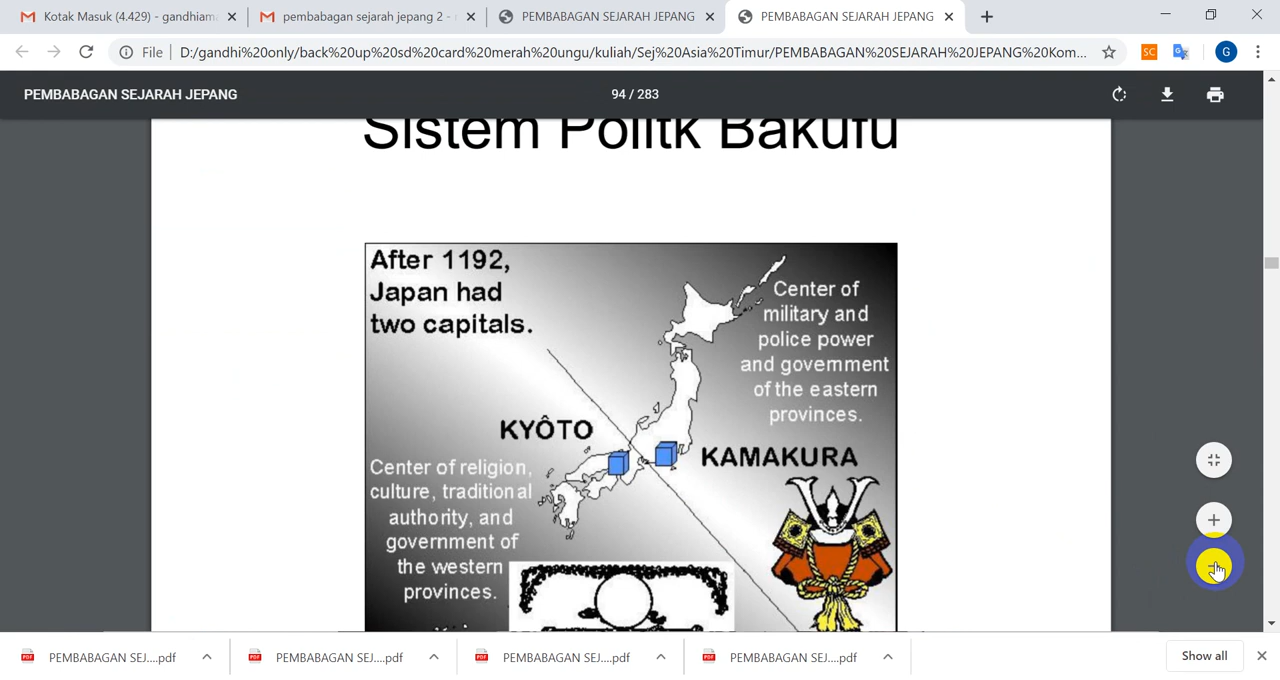 Kotak Masuk (4.429) - gandhiam
pembabagan sejarah jepang 2 -
PEMBABAGAN SEJARAH JEPANG
PEMBABAGAN SEJARAH JEPANG
File
D:/gandhi%20only/back%20up%20sd%20card%20merah%20ungu/kuliah/Sej%20Asia%20Timur/PEMBABAGAN%20SEJARAH%20JEPANG%20Kom...
SC
G
PEMBABAGAN SEJARAH JEPANG
94 / 283
Sistem Politk Bakufu
After 1192,
Japan had
two capitals.
Center of
military and
police power
and government
of the eastern
provinces.
KYÔTO
KAMAKURA
Center of religion,
culture, traditional
authority, and
government of
the western
provinces.
PEMBABAGAN SEJ....pdf
PEMBABAGAN SEJ....pdf
PEMBABAGAN SEJ....pdf
PEMBABAGAN SEJ....pdf
Show all